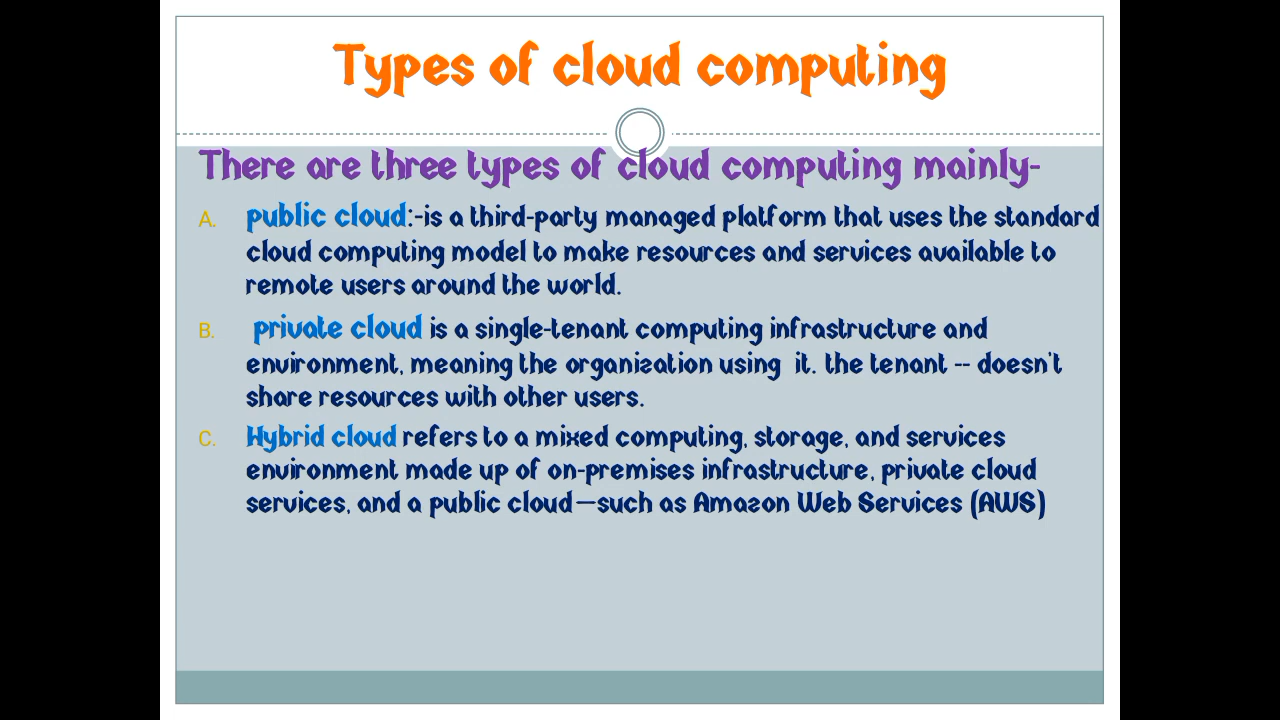 Types of cloud computing
There are three types of cloud computing mainly-
A. public cloud:-is a third-party managed platform that uses the standard
cloud computing model to make resources and services available to
remote users around the world.
B. private cloud is a single-tenant computing infrastructure and
environment, meaning the organization using it. the tenant -- doesn't
share resources with other users.
C. Hybrid cloud refers to a mixed computing, storage, and services
environment made up of on-premises infrastructure, private cloud
services, and a public cloud—such as Amazon Web Services (AWS)